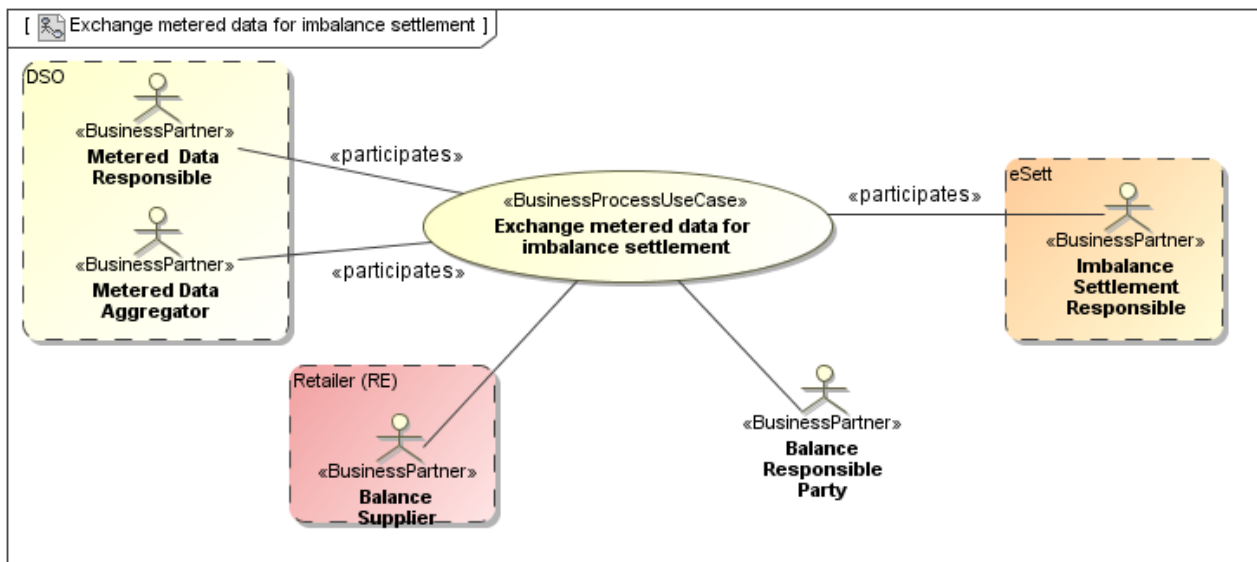 [ Exchange metered data for imbalance settlement ]
DSO
«BusinessPartner»
Metered Data
Responsible
«participates»
«BusinessPartner»
Metered Data
Aggregator
«participates»
«BusinessProcessUseCase»
Exchange metered data for
imbalance settlement
«participates»
eSett
«BusinessPartner»
Imbalance
Settlement
Responsible
Retailer (RE)
«BusinessPartner»
Balance
Supplier
«BusinessPartner»
Balance
Responsible
Party